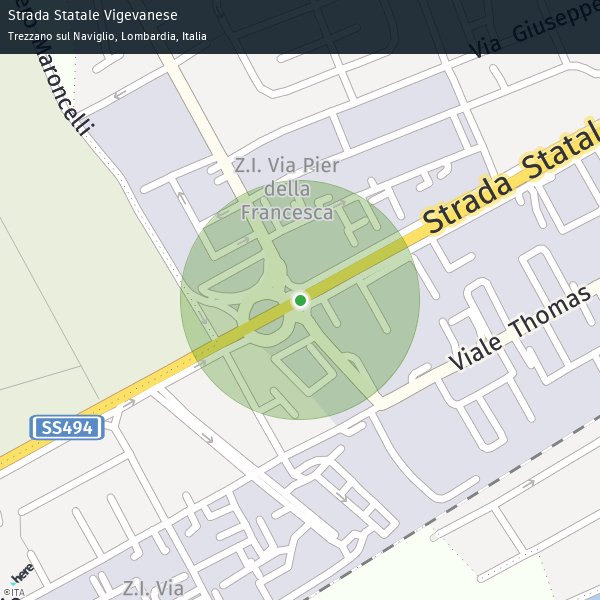 Strada Statale Vigevanese
Trezzano sul Naviglio, Lombardia, Italia
Via Giuseppe
Maroncelli
Z.I. Via Pier
della
Francesca
Strada Statal
Viale Thomas
SS494
here
©ITA
Z.I. Via